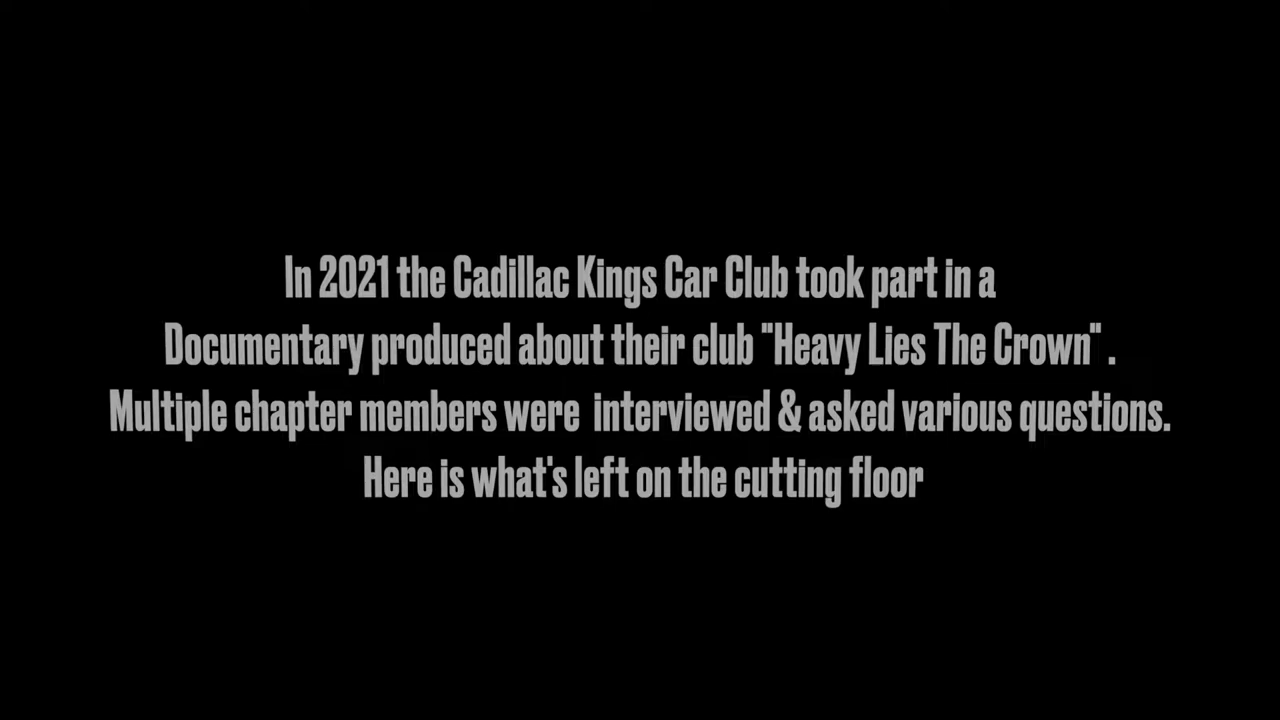 In 2021 the Cadillac Kings Car Club took part in a
Documentary produced about their club "Heavy Lies The Crown" .
Multiple chapter members were  interviewed & asked various questions.
Here is what's left on the cutting floor